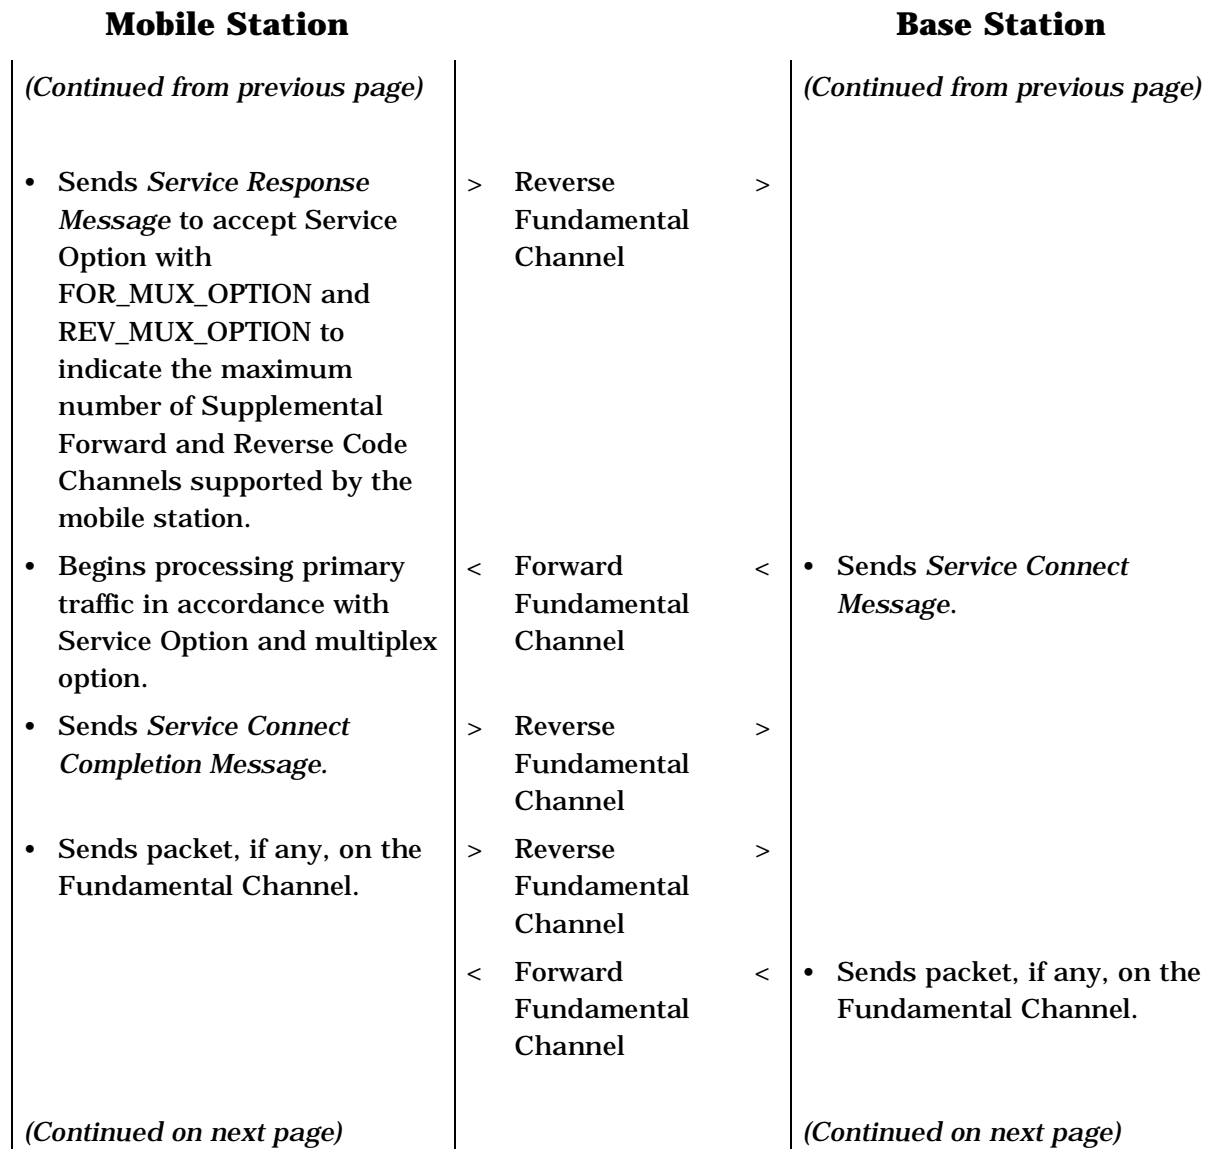 Mobile Station
Base Station
(Continued from previous page)
(Continued from previous page)
• Sends Service Response
Message to accept Service
Option with
FOR_MUX_OPTION and
REV_MUX_OPTION to
indicate the maximum
number of Supplemental
Forward and Reverse Code
Channels supported by the
mobile station.
> Reverse >
Fundamental
Channel
• Begins processing primary
traffic in accordance with
Service Option and multiplex
option.
< Forward <
Fundamental
Channel
• Sends Service Connect
Message.
• Sends Service Connect
Completion Message.
> Reverse >
Fundamental
Channel
• Sends packet, if any, on the
Fundamental Channel.
> Reverse >
Fundamental
Channel
< Forward <
Fundamental
Channel
• Sends packet, if any, on the
Fundamental Channel.
(Continued on next page)
(Continued on next page)